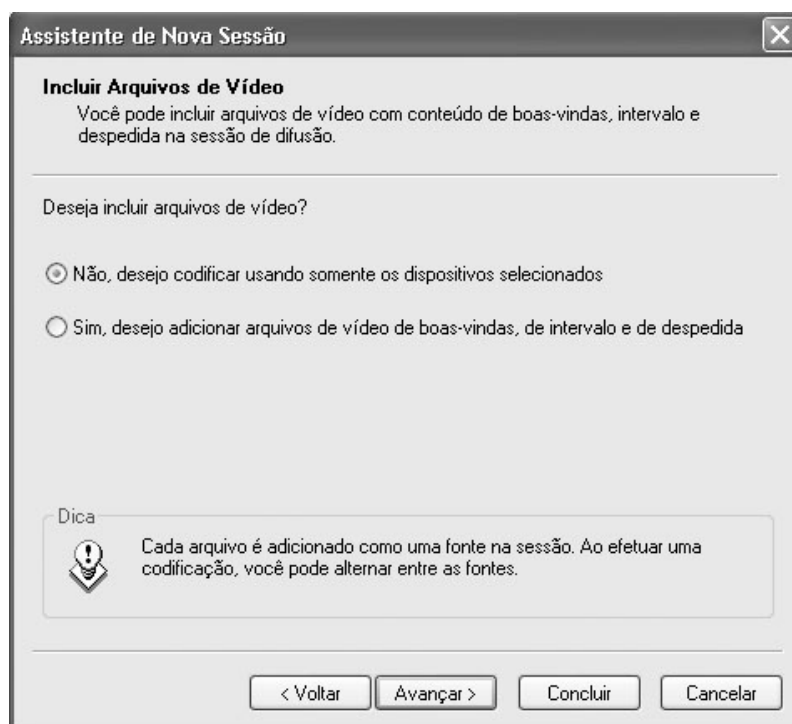 Assistente de Nova Sessão
Incluir Arquivos de Vídeo
Você pode incluir arquivos de vídeo com conteúdo de boas-vindas, intervalo e
despedida na sessão de difusão.
Deseja incluir arquivos de vídeo?
Não, desejo codificar usando somente os dispositivos selecionados
Sim, desejo adicionar arquivos de vídeo de boas-vindas, de intervalo e de despedida
Dica
Cada arquivo é adicionado como uma fonte na sessão. Ao efetuar uma
codificação, você pode alternar entre as fontes.
< Voltar Avançar > Concluir Cancelar